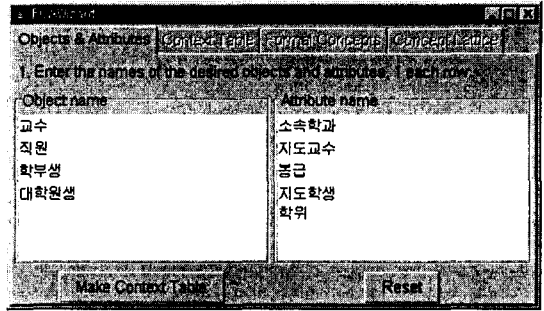 Objects & Attributes
Context Table
Formal Concepts
Concept Lattice
1. Enter the names of the desired objects and attributes, 1 each row.
Object name
교수
직원
학부생
대학원생
Attribute name
소속학과
지도교수
봉급
지도학생
학위
Make Context Table
Reset